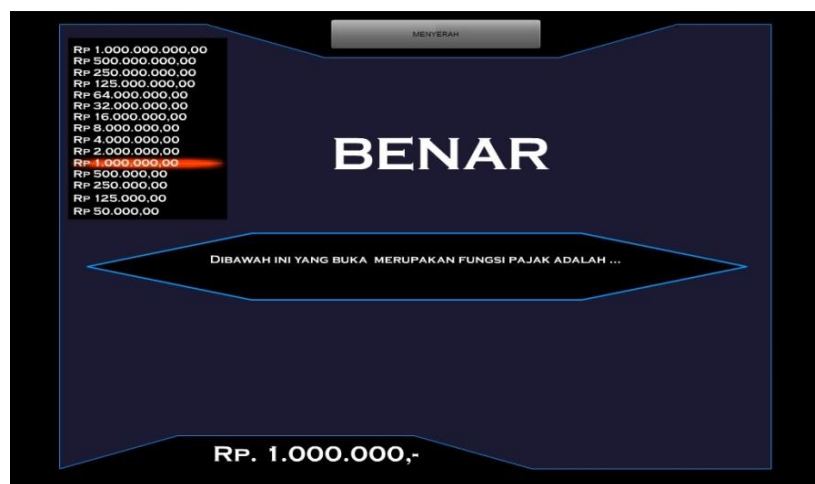 MENYERAH
Rp 1.000.000.000,00
Rp 500.000.000,00
Rp 250.000.000,00
Rp 125.000.000,00
Rp 64.000.000,00
Rp 32.000.000,00
Rp 16.000.000,00
Rp 8.000.000,00
Rp 4.000.000,00
Rp 2.000.000,00
Rp 1.000.000,00
Rp 500.000,00
Rp 250.000,00
Rp 125.000,00
Rp 50.000,00
BENAR
Dibawah ini yang buka merupakan fungsi pajak adalah ...
Rp. 1.000.000,-